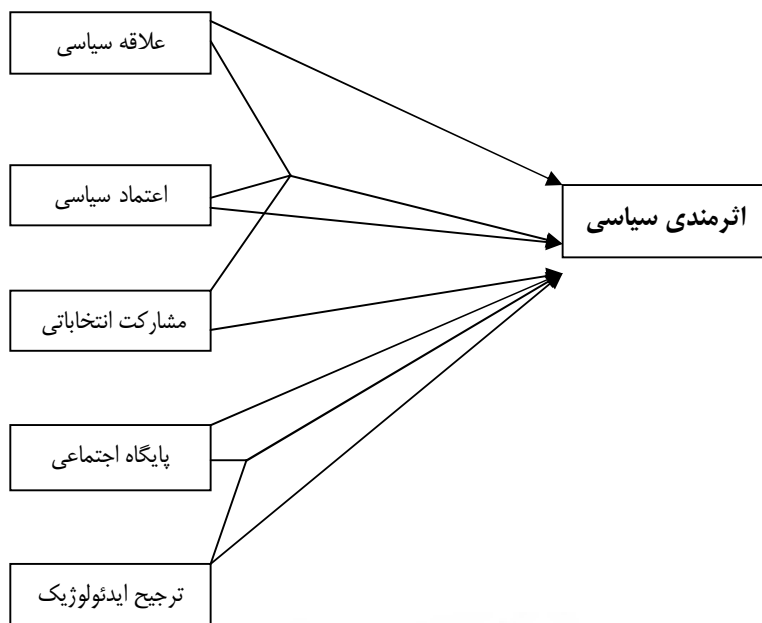 علاقه سیاسی
اعتماد سیاسی
اثرمندی سیاسی
مشارکت انتخاباتی
پایگاه اجتماعی
ترجیح ایدئولوژیک